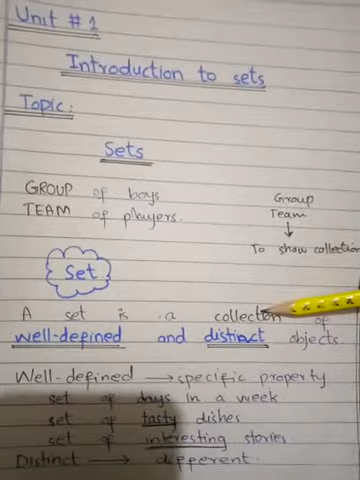 Unit # 1
Introduction to sets
Topic:
Sets
GROUP of boys
TEAM of players.
Group
Team
↓
To show collection
Set
A set is a collection of
well-defined and distinct objects
Well-defined → specific property
set of days in a week.
set of tasty dishes
set of interesting stories.
Distinct → different.